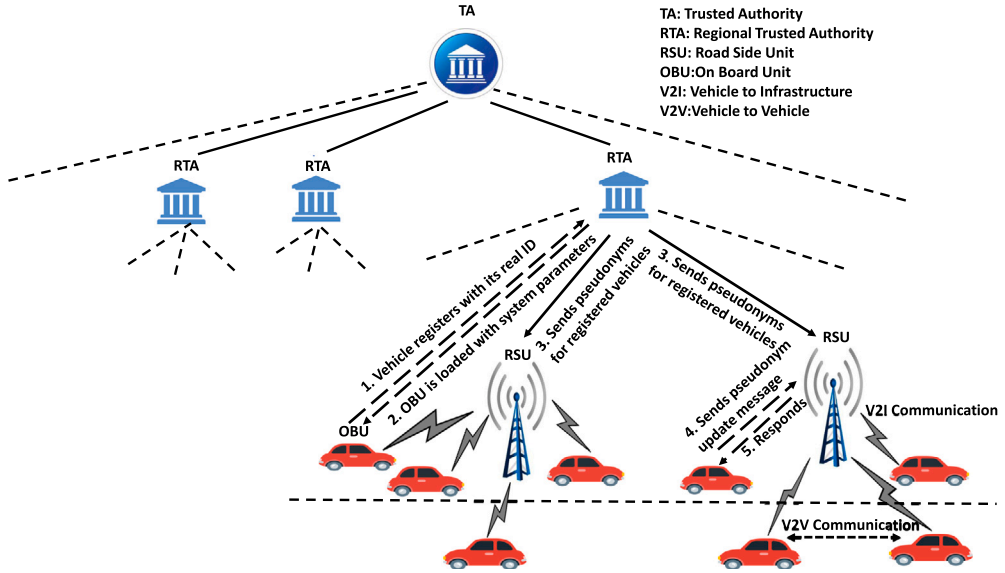 TA
TA: Trusted Authority
RTA: Regional Trusted Authority
RSU: Road Side Unit
OBU:On Board Unit
V2I: Vehicle to Infrastructure
V2V:Vehicle to Vehicle
RTA
RTA
RTA
1. Vehicle registers with its real ID
2. OBU is loaded with system parameters
3. Sends pseudonyms
for registered vehicles
3. Sends pseudonyms
for registered vehicles
RSU
RSU
4. Sends pseudonym
update message
5. Responds
OBU
V2I Communication
V2V Communication